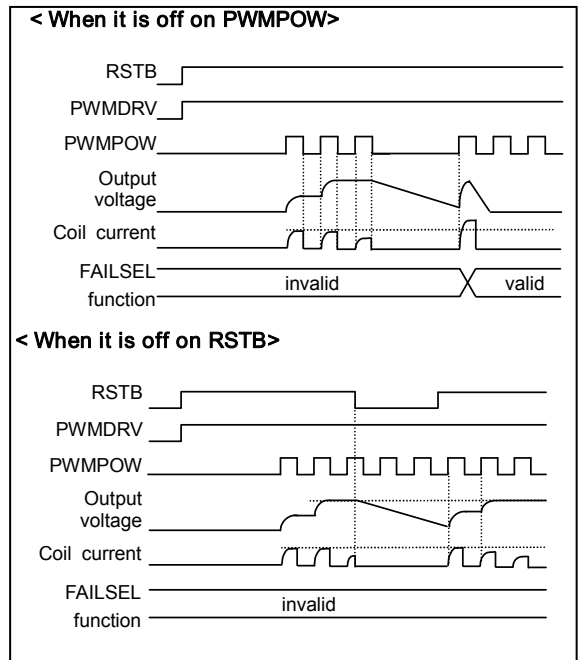 < When it is off on PWMPOW>
RSTB
PWMDRV
PWMPOW
Output
voltage
Coil current
FAILSEL
function
invalid
valid
< When it is off on RSTB>
RSTB
PWMDRV
PWMPOW
Output
voltage
Coil current
FAILSEL
function
invalid